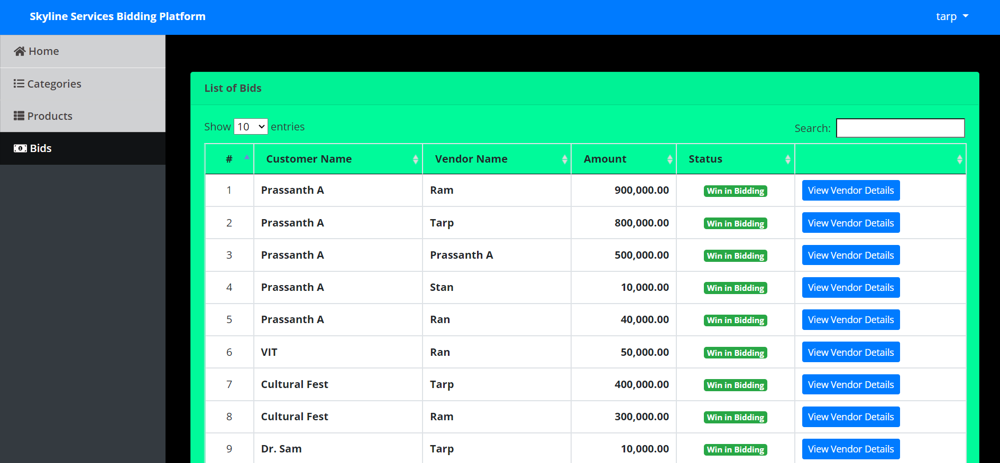 Skyline Services Bidding Platform
tarp
Home
Categories
Products
Bids
List of Bids
Show 10 entries
Search:
# Customer Name Vendor Name Amount Status
1 Prassanth A Ram 900,000.00 Win in Bidding View Vendor Details
2 Prassanth A Tarp 800,000.00 Win in Bidding View Vendor Details
3 Prassanth A Prassanth A 500,000.00 Win in Bidding View Vendor Details
4 Prassanth A Stan 10,000.00 Win in Bidding View Vendor Details
5 Prassanth A Ran 40,000.00 Win in Bidding View Vendor Details
6 VIT Ran 50,000.00 Win in Bidding View Vendor Details
7 Cultural Fest Tarp 400,000.00 Win in Bidding View Vendor Details
8 Cultural Fest Ram 300,000.00 Win in Bidding View Vendor Details
9 Dr. Sam Tarp 10,000.00 Win in Bidding View Vendor Details